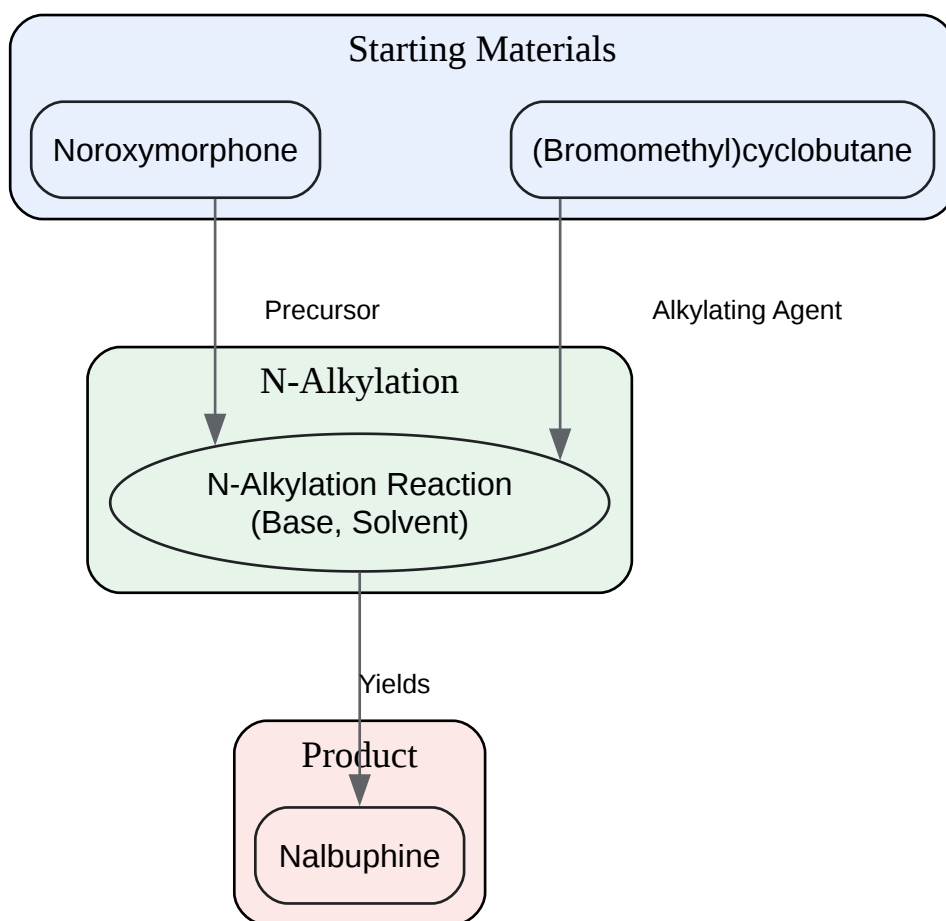 Starting Materials
Noroxymorphone
(Bromomethyl)cyclobutane
Precursor
Alkylating Agent
N-Alkylation
N-Alkylation Reaction
(Base, Solvent)
Yields
Product
Nalbuphine